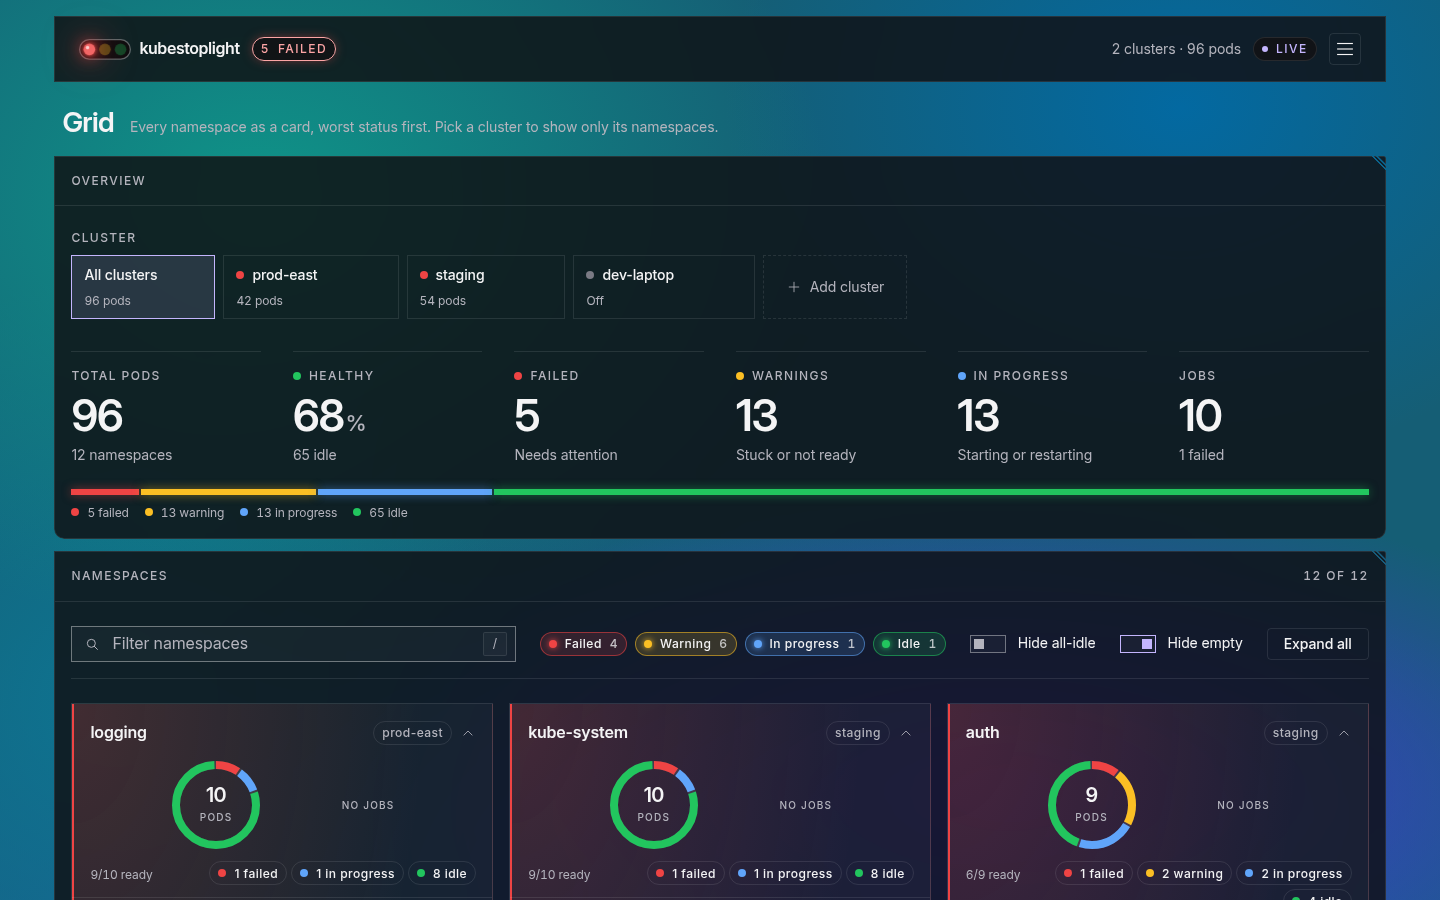 kubestoplight 5 FAILED 2 clusters · 96 pods LIVE
Grid Every namespace as a card, worst status first. Pick a cluster to show only its namespaces.
OVERVIEW
CLUSTER
All clusters prod-east staging dev-laptop + Add cluster
96 pods 42 pods 54 pods Off
TOTAL PODS HEALTHY FAILED WARNINGS IN PROGRESS JOBS
96 68% 5 13 13 10
12 namespaces 65 idle Needs attention Stuck or not ready Starting or restarting 1 failed
5 failed 13 warning 13 in progress 65 idle
NAMESPACES 12 OF 12
Filter namespaces / Failed 4 Warning 6 In progress 1 Idle 1 Hide all-idle Hide empty Expand all
logging prod-east kube-system staging auth staging
10 NO JOBS 10 NO JOBS 9 NO JOBS
PODS PODS PODS
9/10 ready 1 failed 1 in progress 8 idle 9/10 ready 1 failed 1 in progress 8 idle 6/9 ready 1 failed 2 warning 2 in progress
4 idle